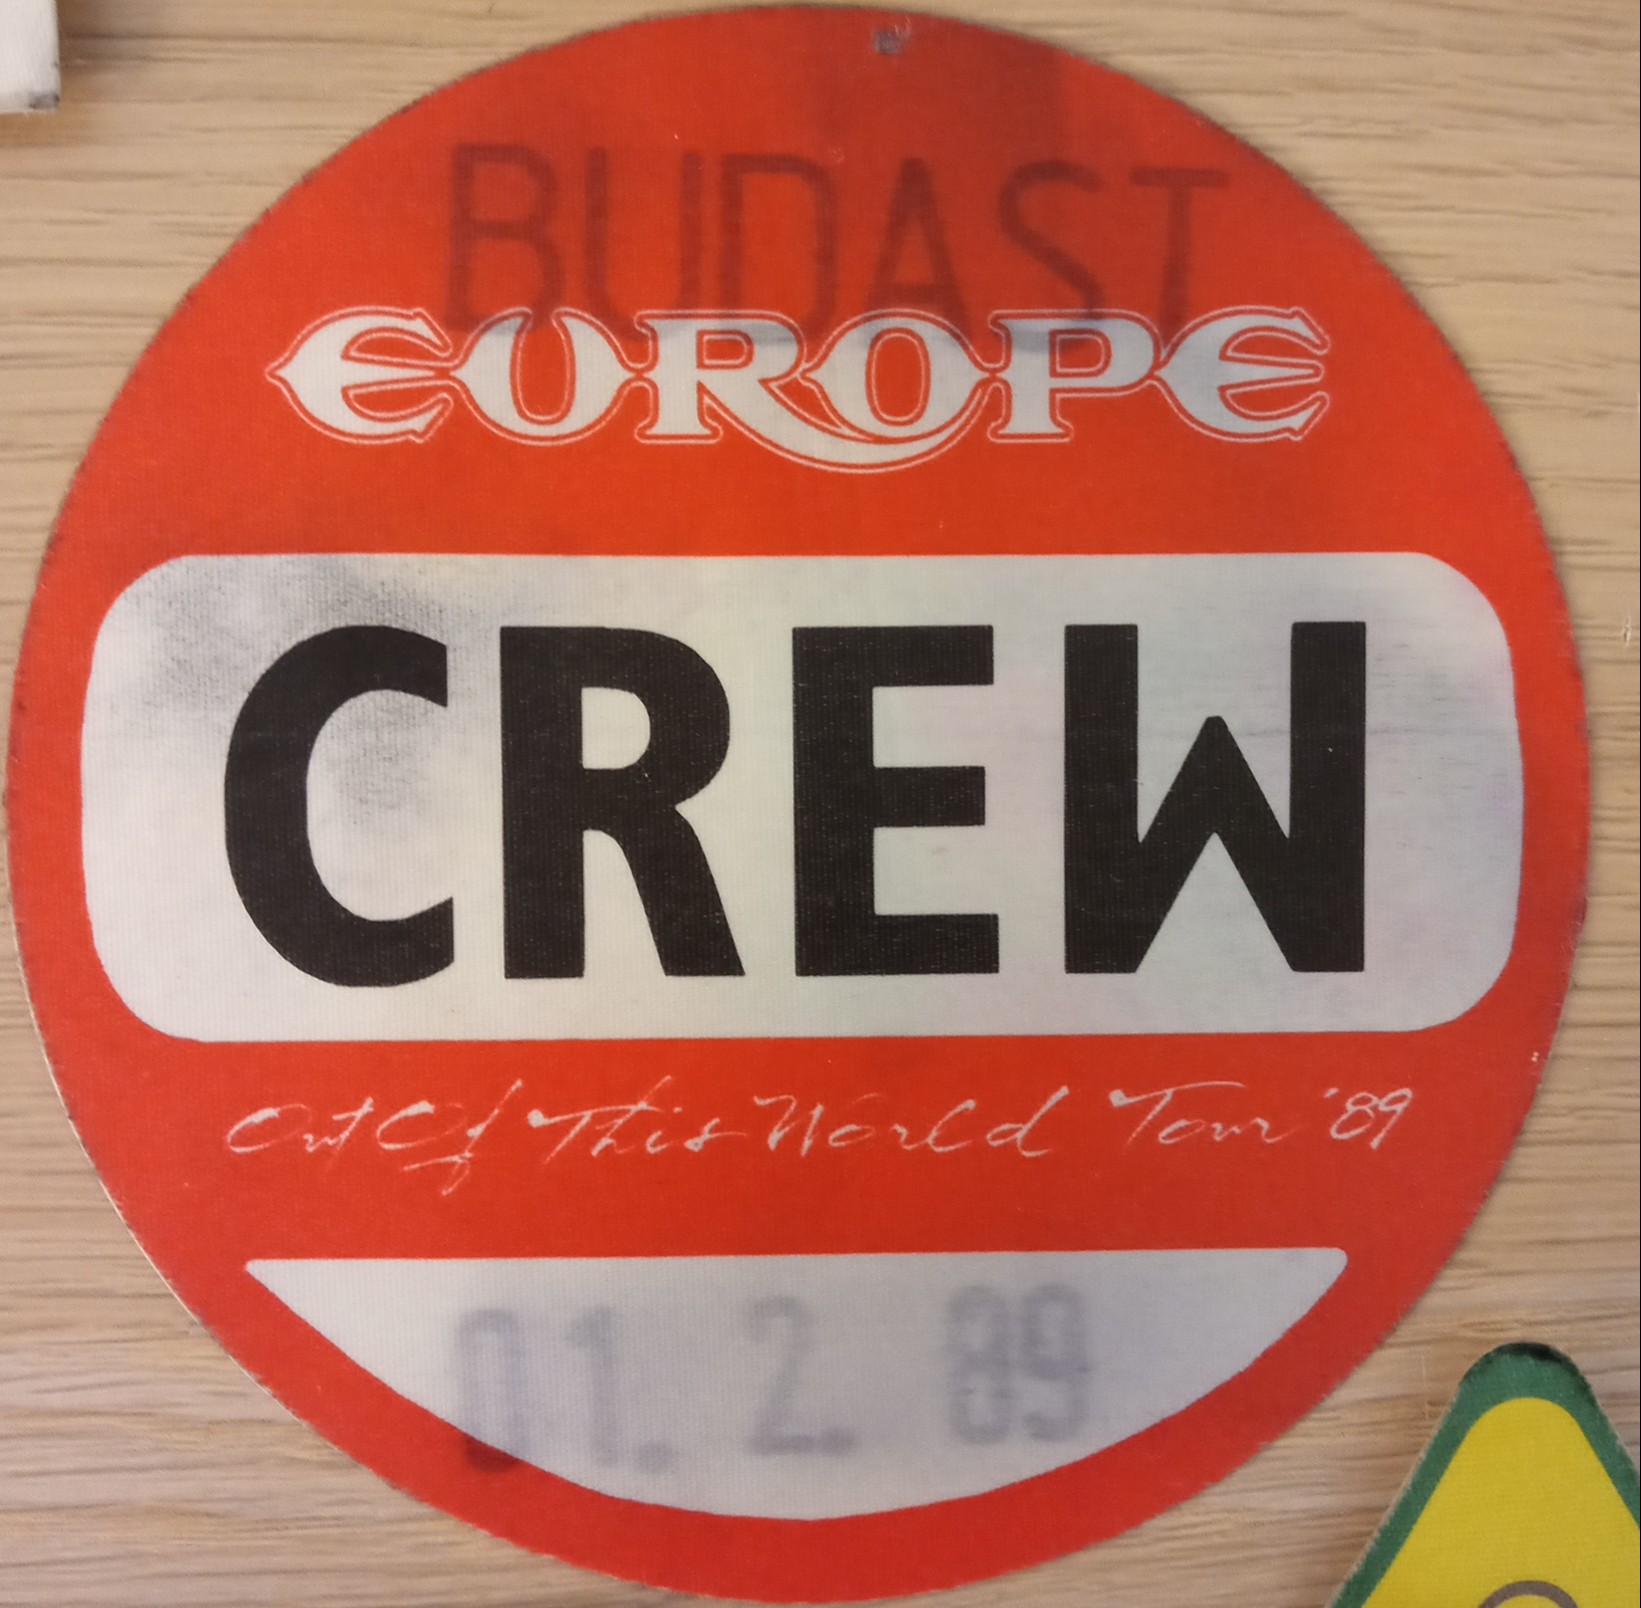 BUDAST
EUROPE
CREW
Out Of This World Tour '89
01. 2. 89